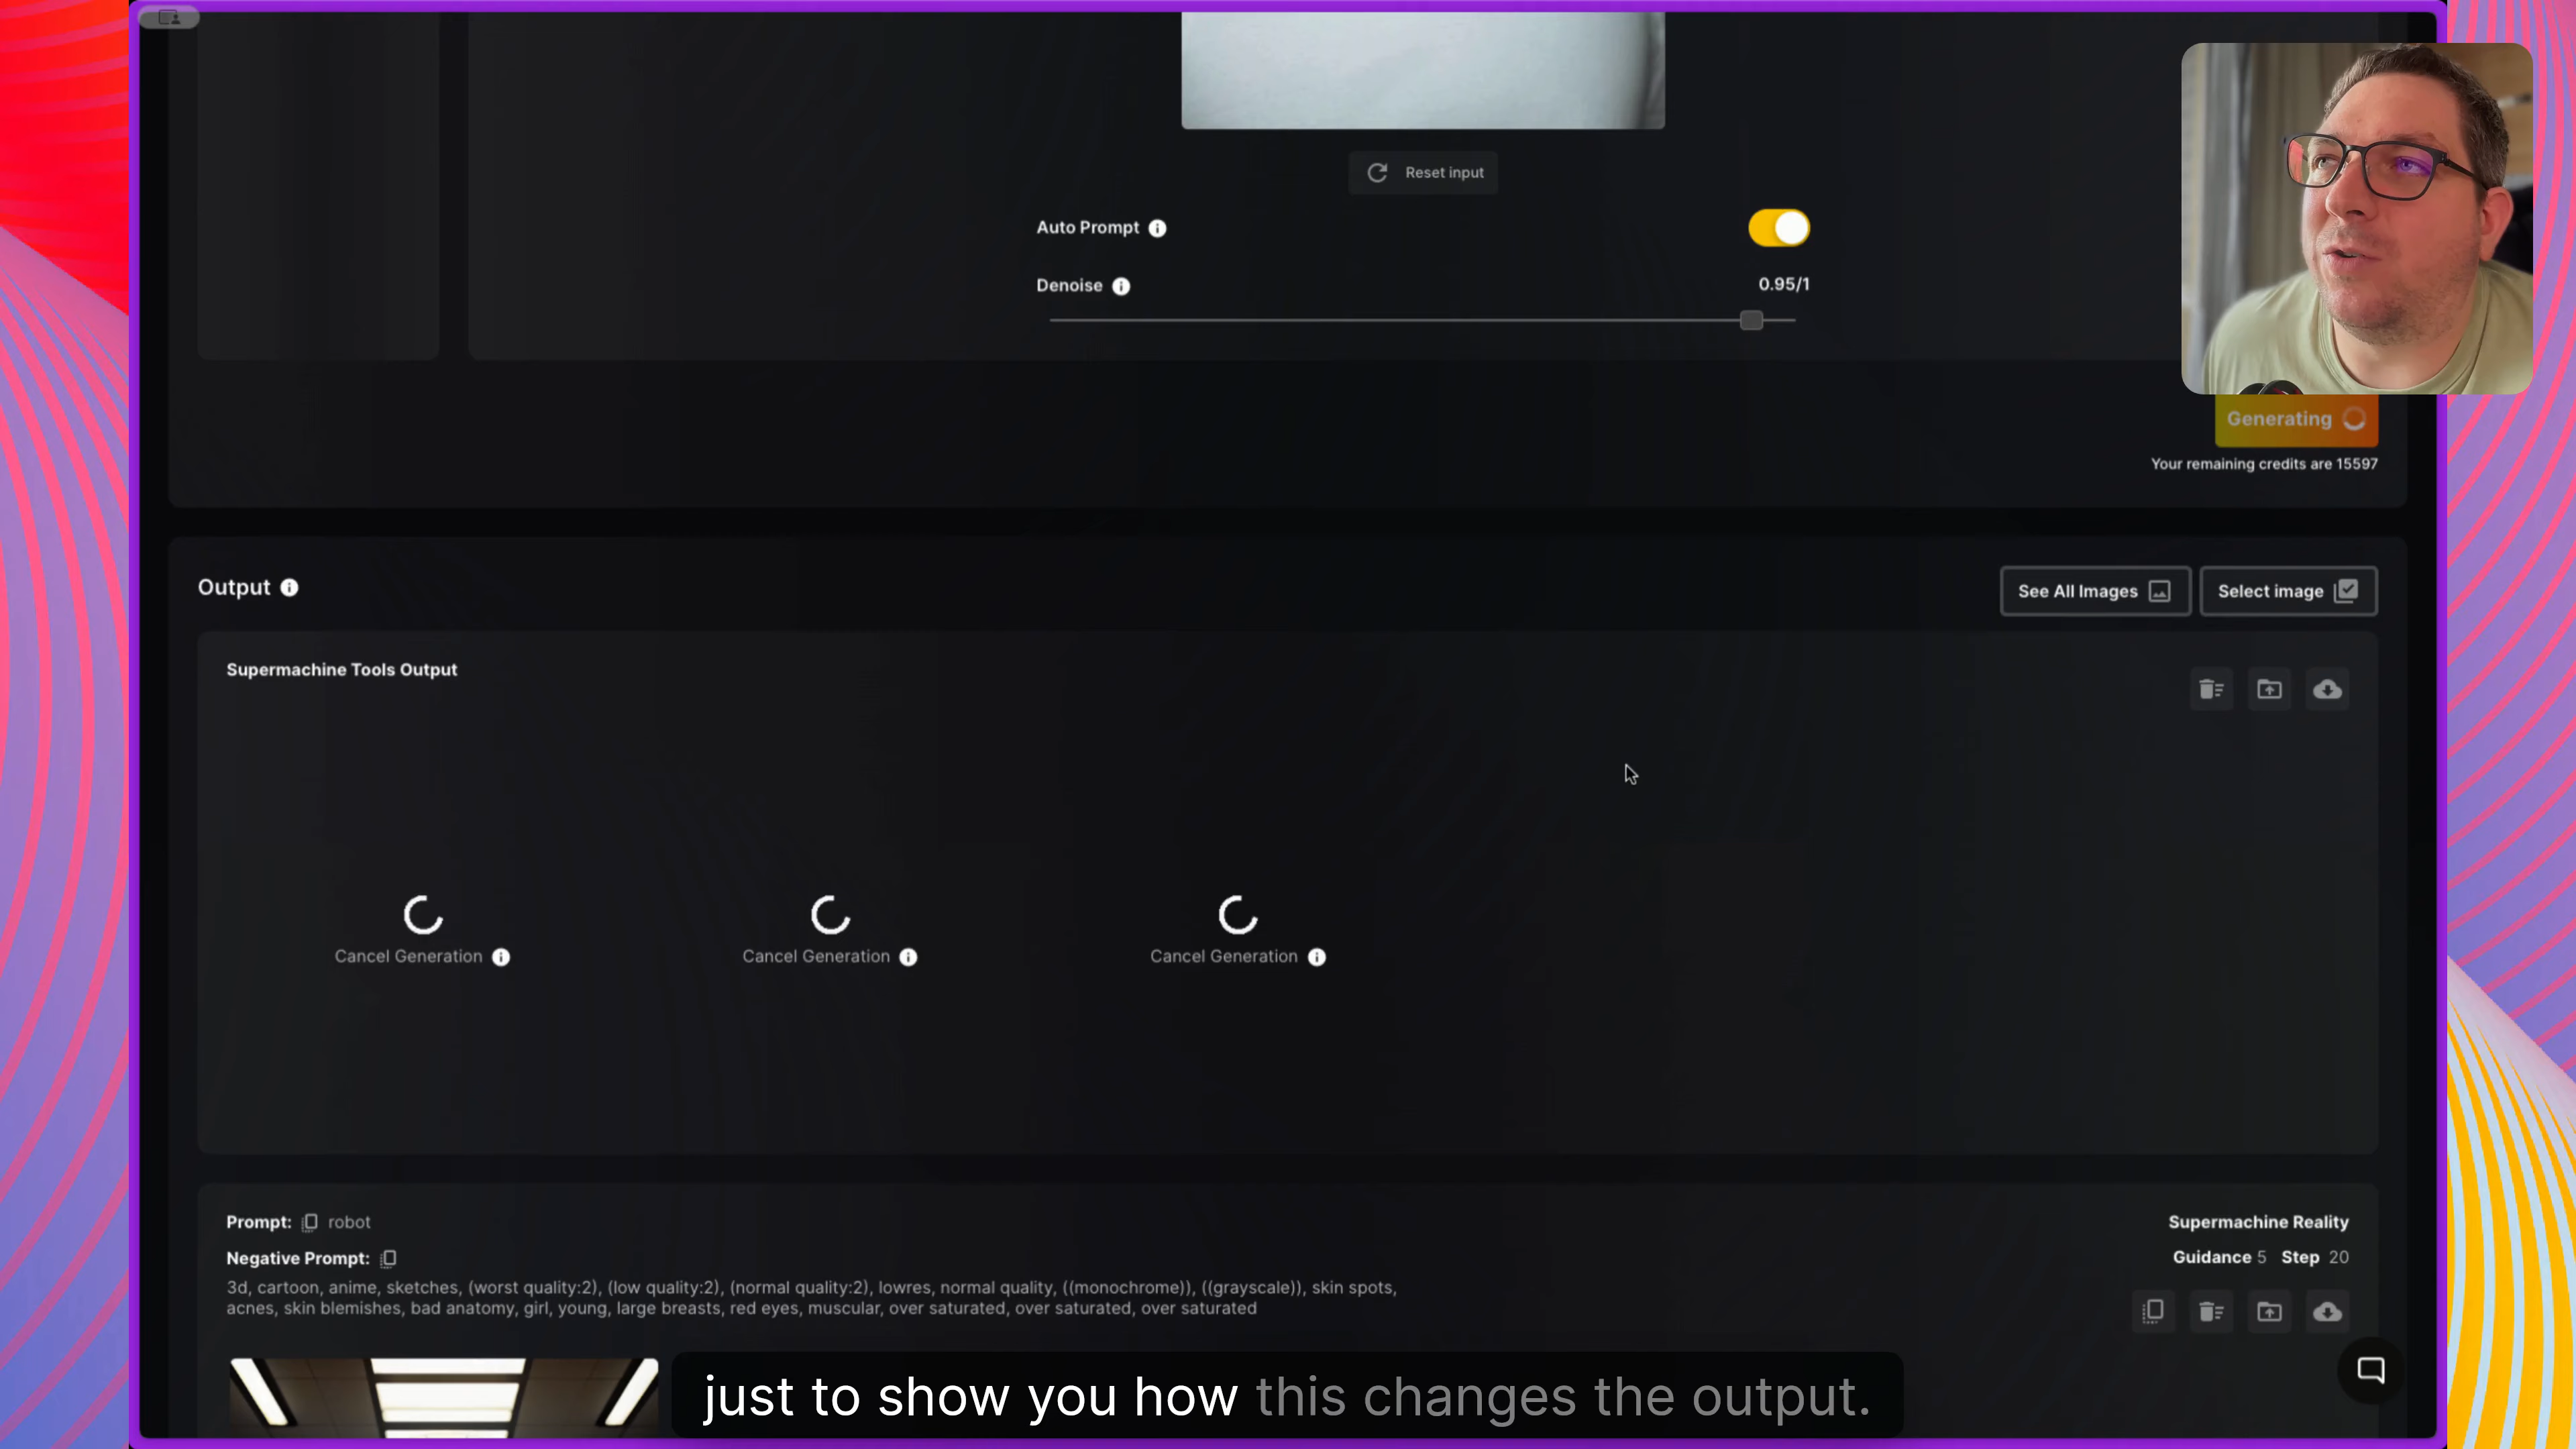 Reset input
Auto Prompt
Denoise
0.95/1
Generating
Your remaining credits are 15597
Output
See All Images
Select image
Supermachine Tools Output
Cancel Generation
Cancel Generation
Cancel Generation
Prompt: robot
Supermachine Reality
Negative Prompt:
Guidance 5 Step 20
3d, cartoon, anime, sketches, (worst quality:2), (low quality:2), (normal quality:2), lowres, normal quality, ((monochrome)), ((grayscale)), skin spots,
acnes, skin blemishes, bad anatomy, girl, young, large breasts, red eyes, muscular, over saturated, over saturated, over saturated
just to show you how this changes the output.